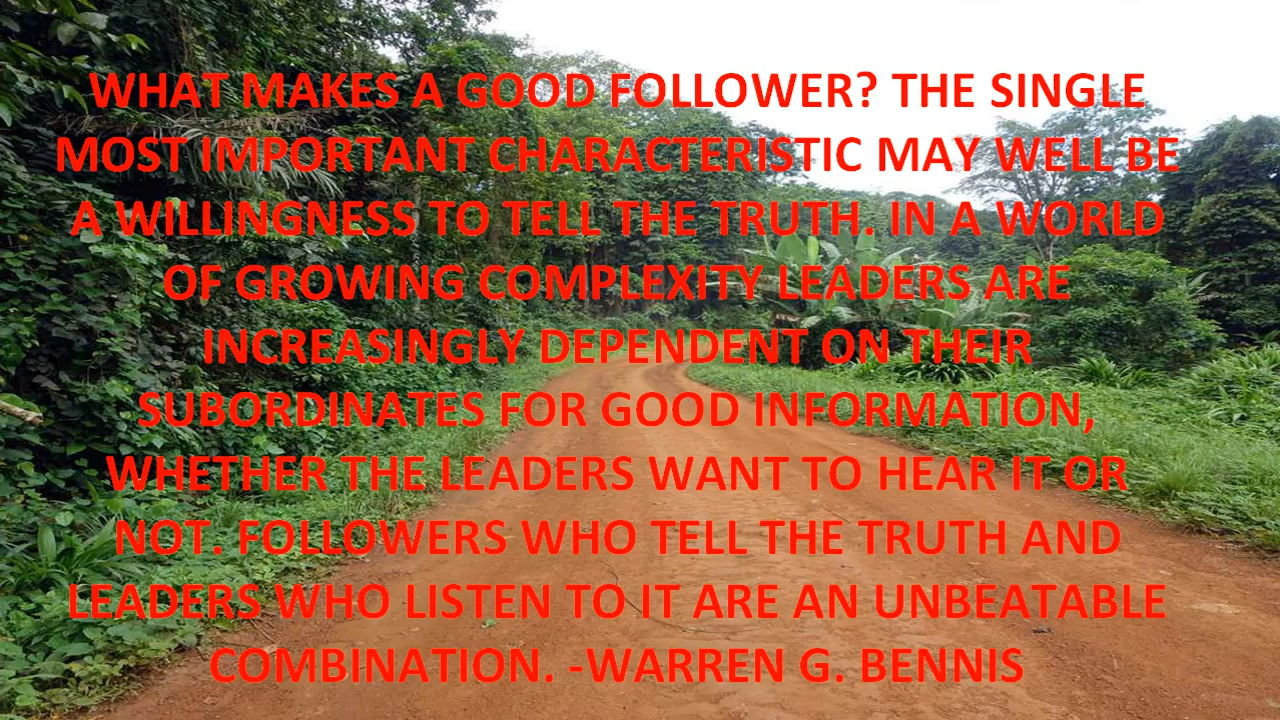 WHAT MAKES A GOOD FOLLOWER? THE SINGLE
MOST IMPORTANT CHARACTERISTIC MAY WELL BE
A WILLINGNESS TO TELL THE TRUTH. IN A WORLD
OF GROWING COMPLEXITY LEADERS ARE
INCREASINGLY DEPENDENT ON THEIR
SUBORDINATES FOR GOOD INFORMATION,
WHETHER THE LEADERS WANT TO HEAR IT OR
NOT. FOLLOWERS WHO TELL THE TRUTH AND
LEADERS WHO LISTEN TO IT ARE AN UNBEATABLE
COMBINATION. -WARREN G. BENNIS